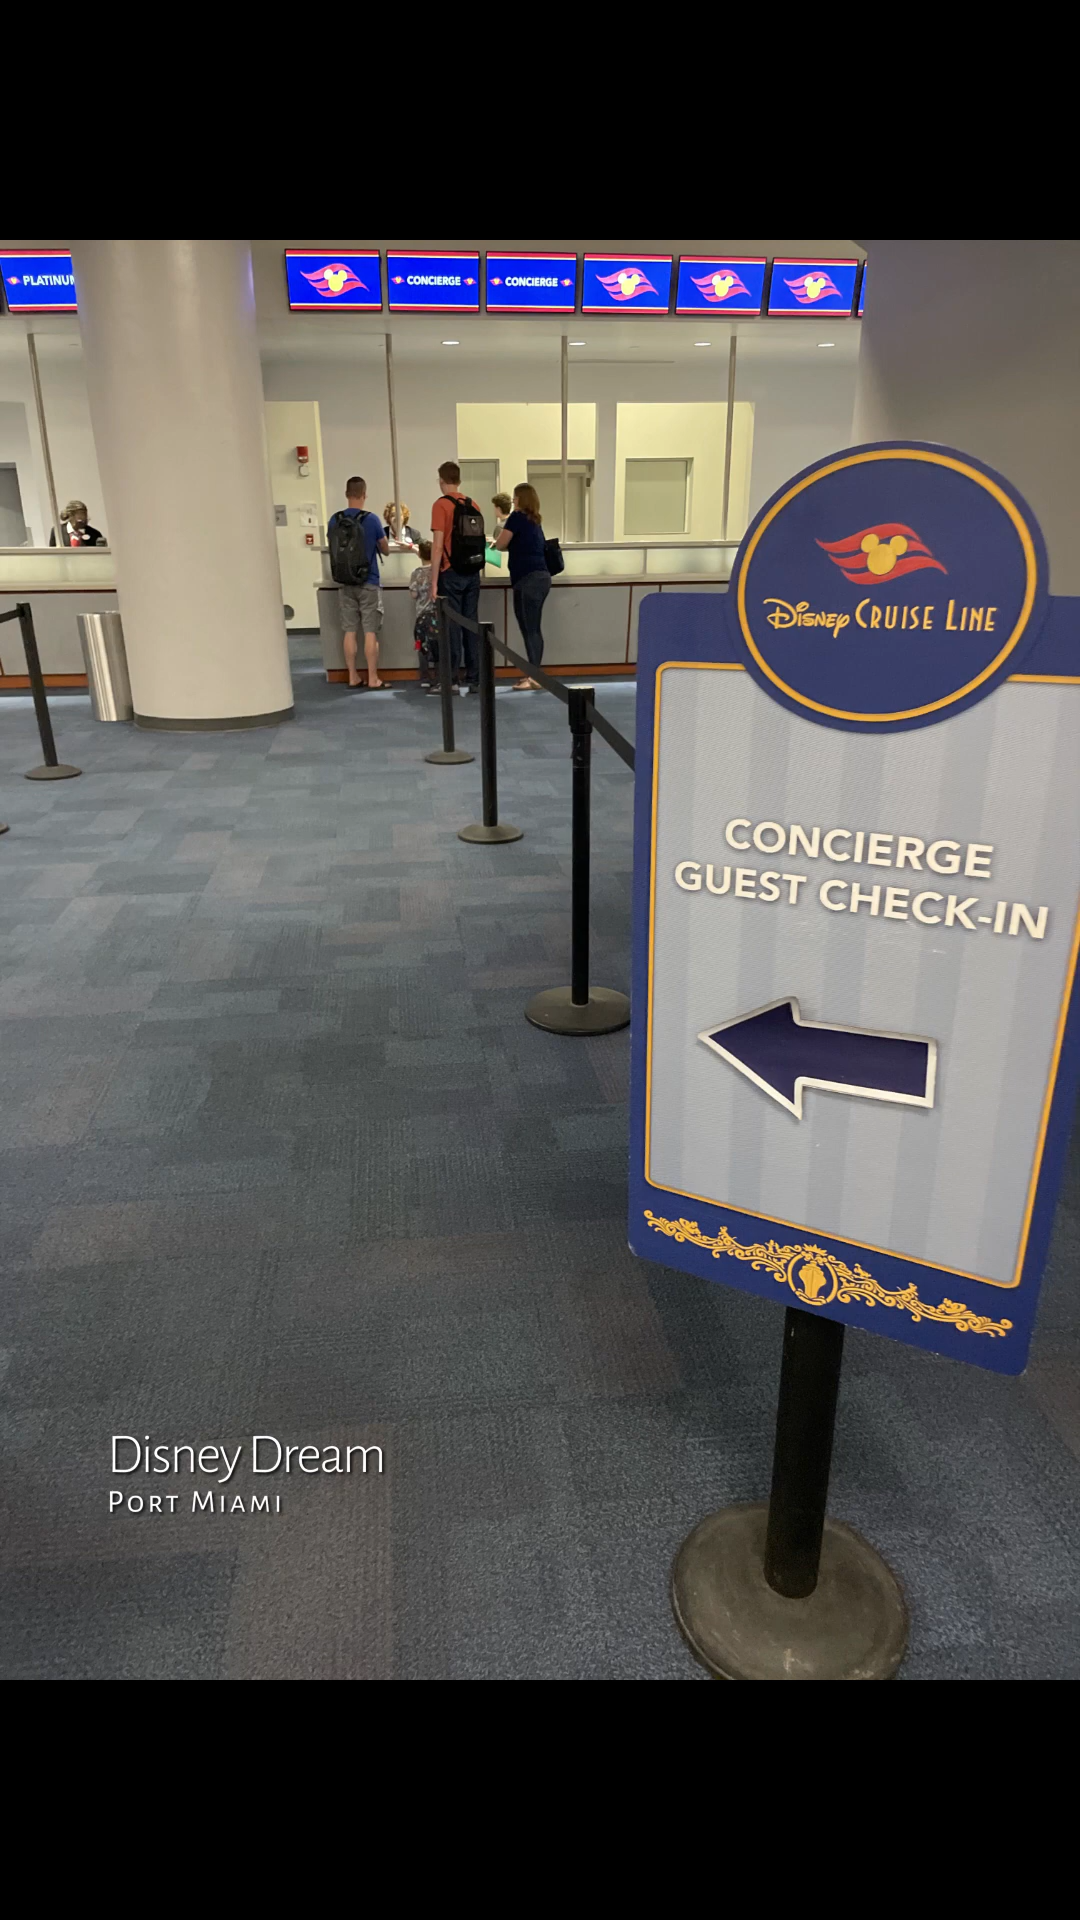 PLATINUM
CONCIERGE
CONCIERGE
Disney CRUISE LINE
CONCIERGE
GUEST CHECK-IN
Disney Dream
PORT MIAMI